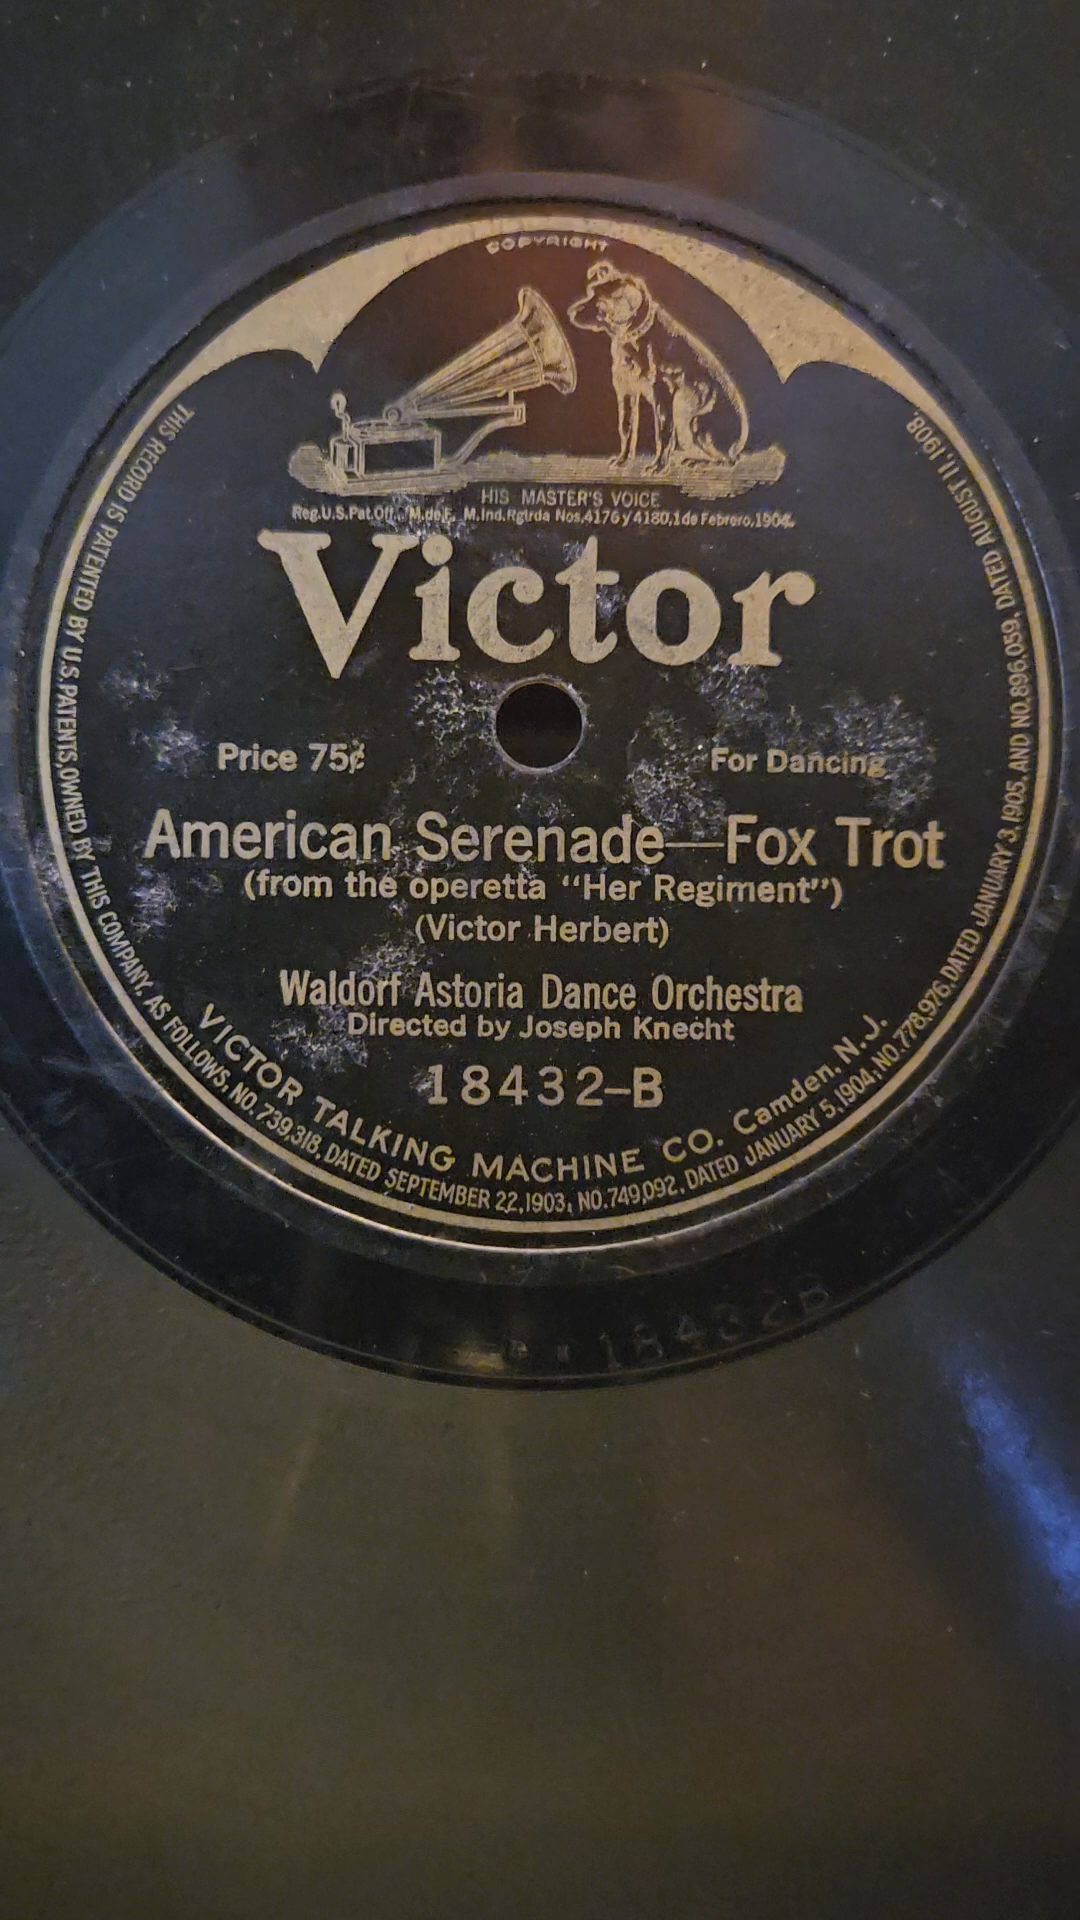 COPYRIGHT
HIS MASTER'S VOICE
Reg.U.S.Pat.Off. M.deF. M.Ind.Rgtrda Nos.4176 y 4180,1 de Febrero.1904.
Victor
Price 75¢
For Dancing
American Serenade—Fox Trot
(from the operetta “Her Regiment”)
(Victor Herbert)
Waldorf Astoria Dance Orchestra
Directed by Joseph Knecht
18432–B
VICTOR TALKING MACHINE CO. Camden, N.J.
THIS RECORD IS PATENTED BY U.S.PATENTS, OWNED BY THIS COMPANY, AS FOLLOWS, NO. 739,318, DATED SEPTEMBER 22,1903; NO.749,092, DATED JANUARY 5,1904; NO.778,976, DATED JANUARY 3,1905, AND NO.896,059, DATED AUGUST 11,1908.
18432B